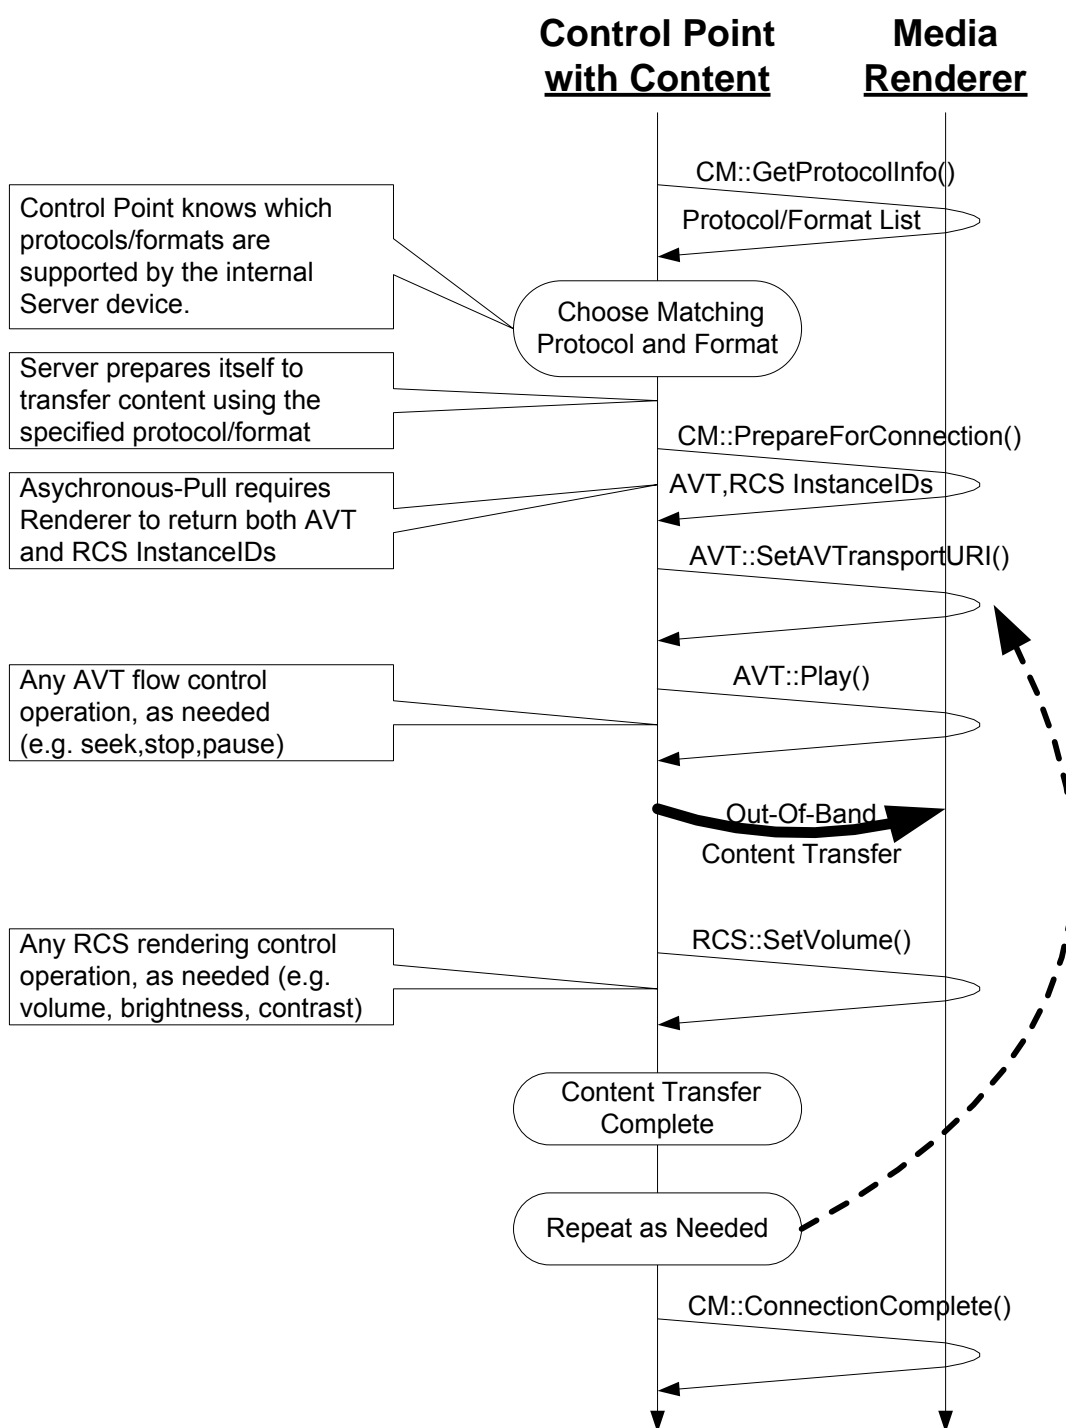 Control Point
with Content
Media
Renderer
CM::GetProtocolInfo()
Protocol/Format List
Control Point knows which
protocols/formats are
supported by the internal
Server device.
Choose Matching
Protocol and Format
Server prepares itself to
transfer content using the
specified protocol/format
CM::PrepareForConnection()
AVT,RCS InstanceIDs
Asychronous-Pull requires
Renderer to return both AVT
and RCS InstanceIDs
AVT::SetAVTransportURI()
Any AVT flow control
operation, as needed
(e.g. seek,stop,pause)
AVT::Play()
Out-Of-Band
Content Transfer
Any RCS rendering control
operation, as needed (e.g.
volume, brightness, contrast)
RCS::SetVolume()
Content Transfer
Complete
Repeat as Needed
CM::ConnectionComplete()